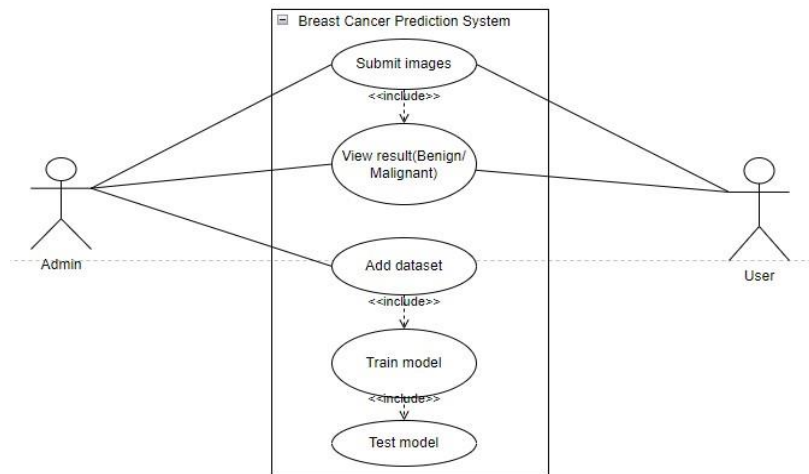 Breast Cancer Prediction System
Submit images
<<include>>
View result(Benign/
Malignant)
Admin
User
Add dataset
<<include>>
Train model
<<include>>
Test model